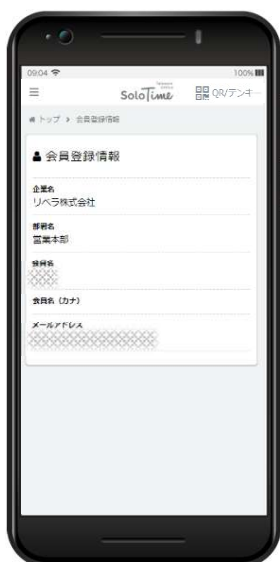 09:04
100%
SoloTime
QR/テンキー
トップ > 会員登録情報
会員登録情報
企業名
リベラ株式会社
部署名
営業本部
会員名
会員名（カナ）
メールアドレス